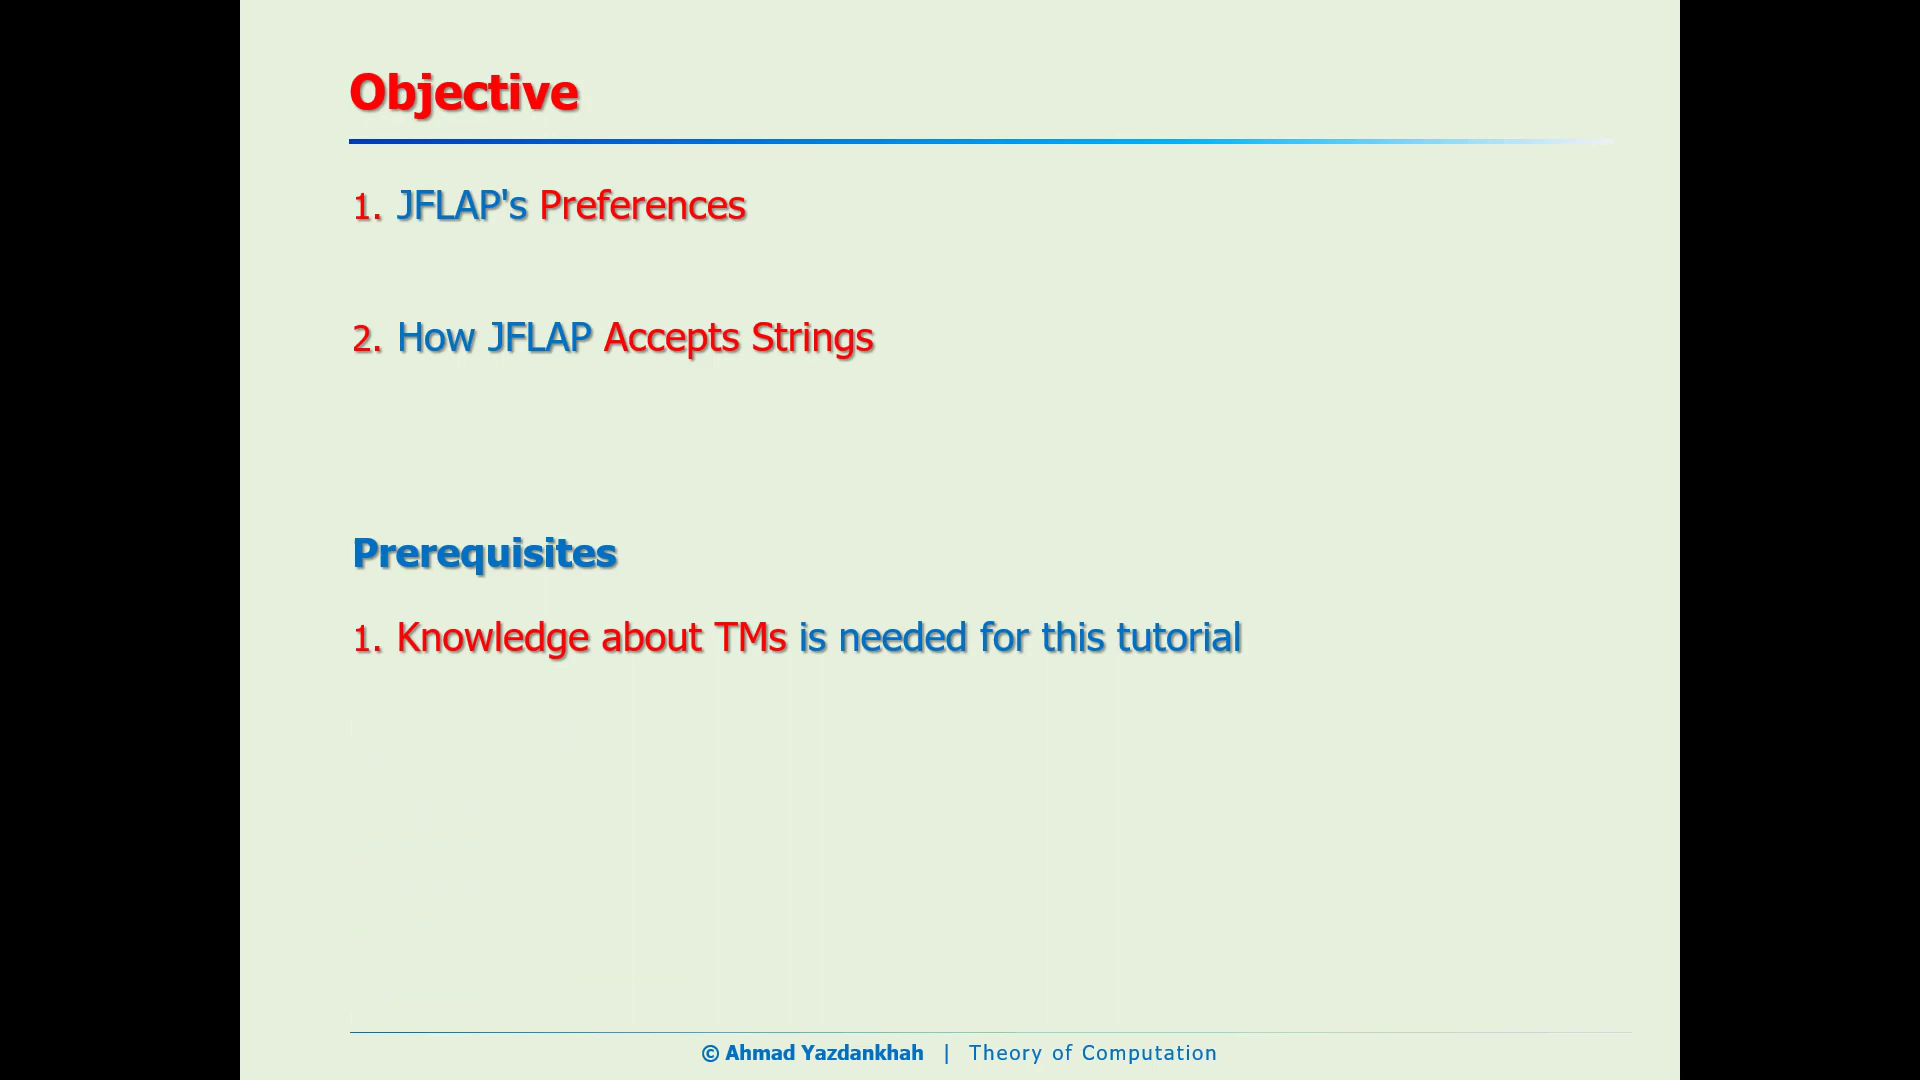 Objective
1. JFLAP's Preferences
2. How JFLAP Accepts Strings
Prerequisites
1. Knowledge about TMs is needed for this tutorial
© Ahmad Yazdankhah | Theory of Computation